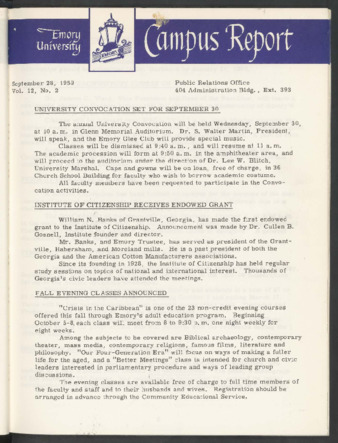 Emory
University
Campus Report
September 28, 1953
Vol. 12, No. 2
Public Relations Office
404 Administration Bldg., Ext. 393
UNIVERSITY CONVOCATION SET FOR SEPTEMBER 30
The annual University Convocation will be held Wednesday, September 30,
at 10 a.m. in Glenn Memorial Auditorium. Dr. S. Walter Martin, President,
will speak, and the Emory Glee Club will provide special music.
Classes will be dismissed at 9:40 a.m., and will resume at 11 a.m.
The academic procession will form at 9:50 a.m. in the amphitheater area, and
will proceed to the auditorium under the direction of Dr. Lee W. Blitch,
University Marshal. Caps and gowns will be on loan, free of charge, in 36
Church School Building for faculty who wish to borrow academic costume.
All faculty members have been requested to participate in the Convo-
cation activities.
INSTITUTE OF CITIZENSHIP RECEIVES ENDOWED GRANT
William N. Banks of Grantville, Georgia, has made the first endowed
grant to the Institute of Citizenship. Announcement was made by Dr. Cullen B.
Gosnell, Institute founder and director.
Mr. Banks, and Emory Trustee, has served as president of the Grant-
ville, Habersham, and Moreland mills. He is a past president of both the
Georgia and the American Cotton Manufacturers associations.
Since its founding in 1928, the Institute of Citizenship has held regular
study sessions on topics of national and international interest. Thousands of
Georgia's civic leaders have attended the meetings.
FALL EVENING CLASSES ANNOUNCED
"Crisis in the Caribbean" is one of the 23 non-credit evening courses
offered this fall through Emory's adult education program. Beginning
October 5-8, each class will meet from 8 to 9:30 p.m. one night weekly for
eight weeks.
Among the subjects to be covered are Biblical archaeology, contemporary
theater, mass media, contemporary religions, famous films, literature and
philosophy. "Our Four-Generation Era" will focus on ways of making a fuller
life for the aged, and a "Better Meetings" class is intended for church and civic
leaders interested in parliamentary procedure and ways of leading group
discussions.
The evening classes are available free of charge to full time members of
the faculty and staff and to their husbands and wives. Registration should be
arranged in advance through the Community Educational Service.